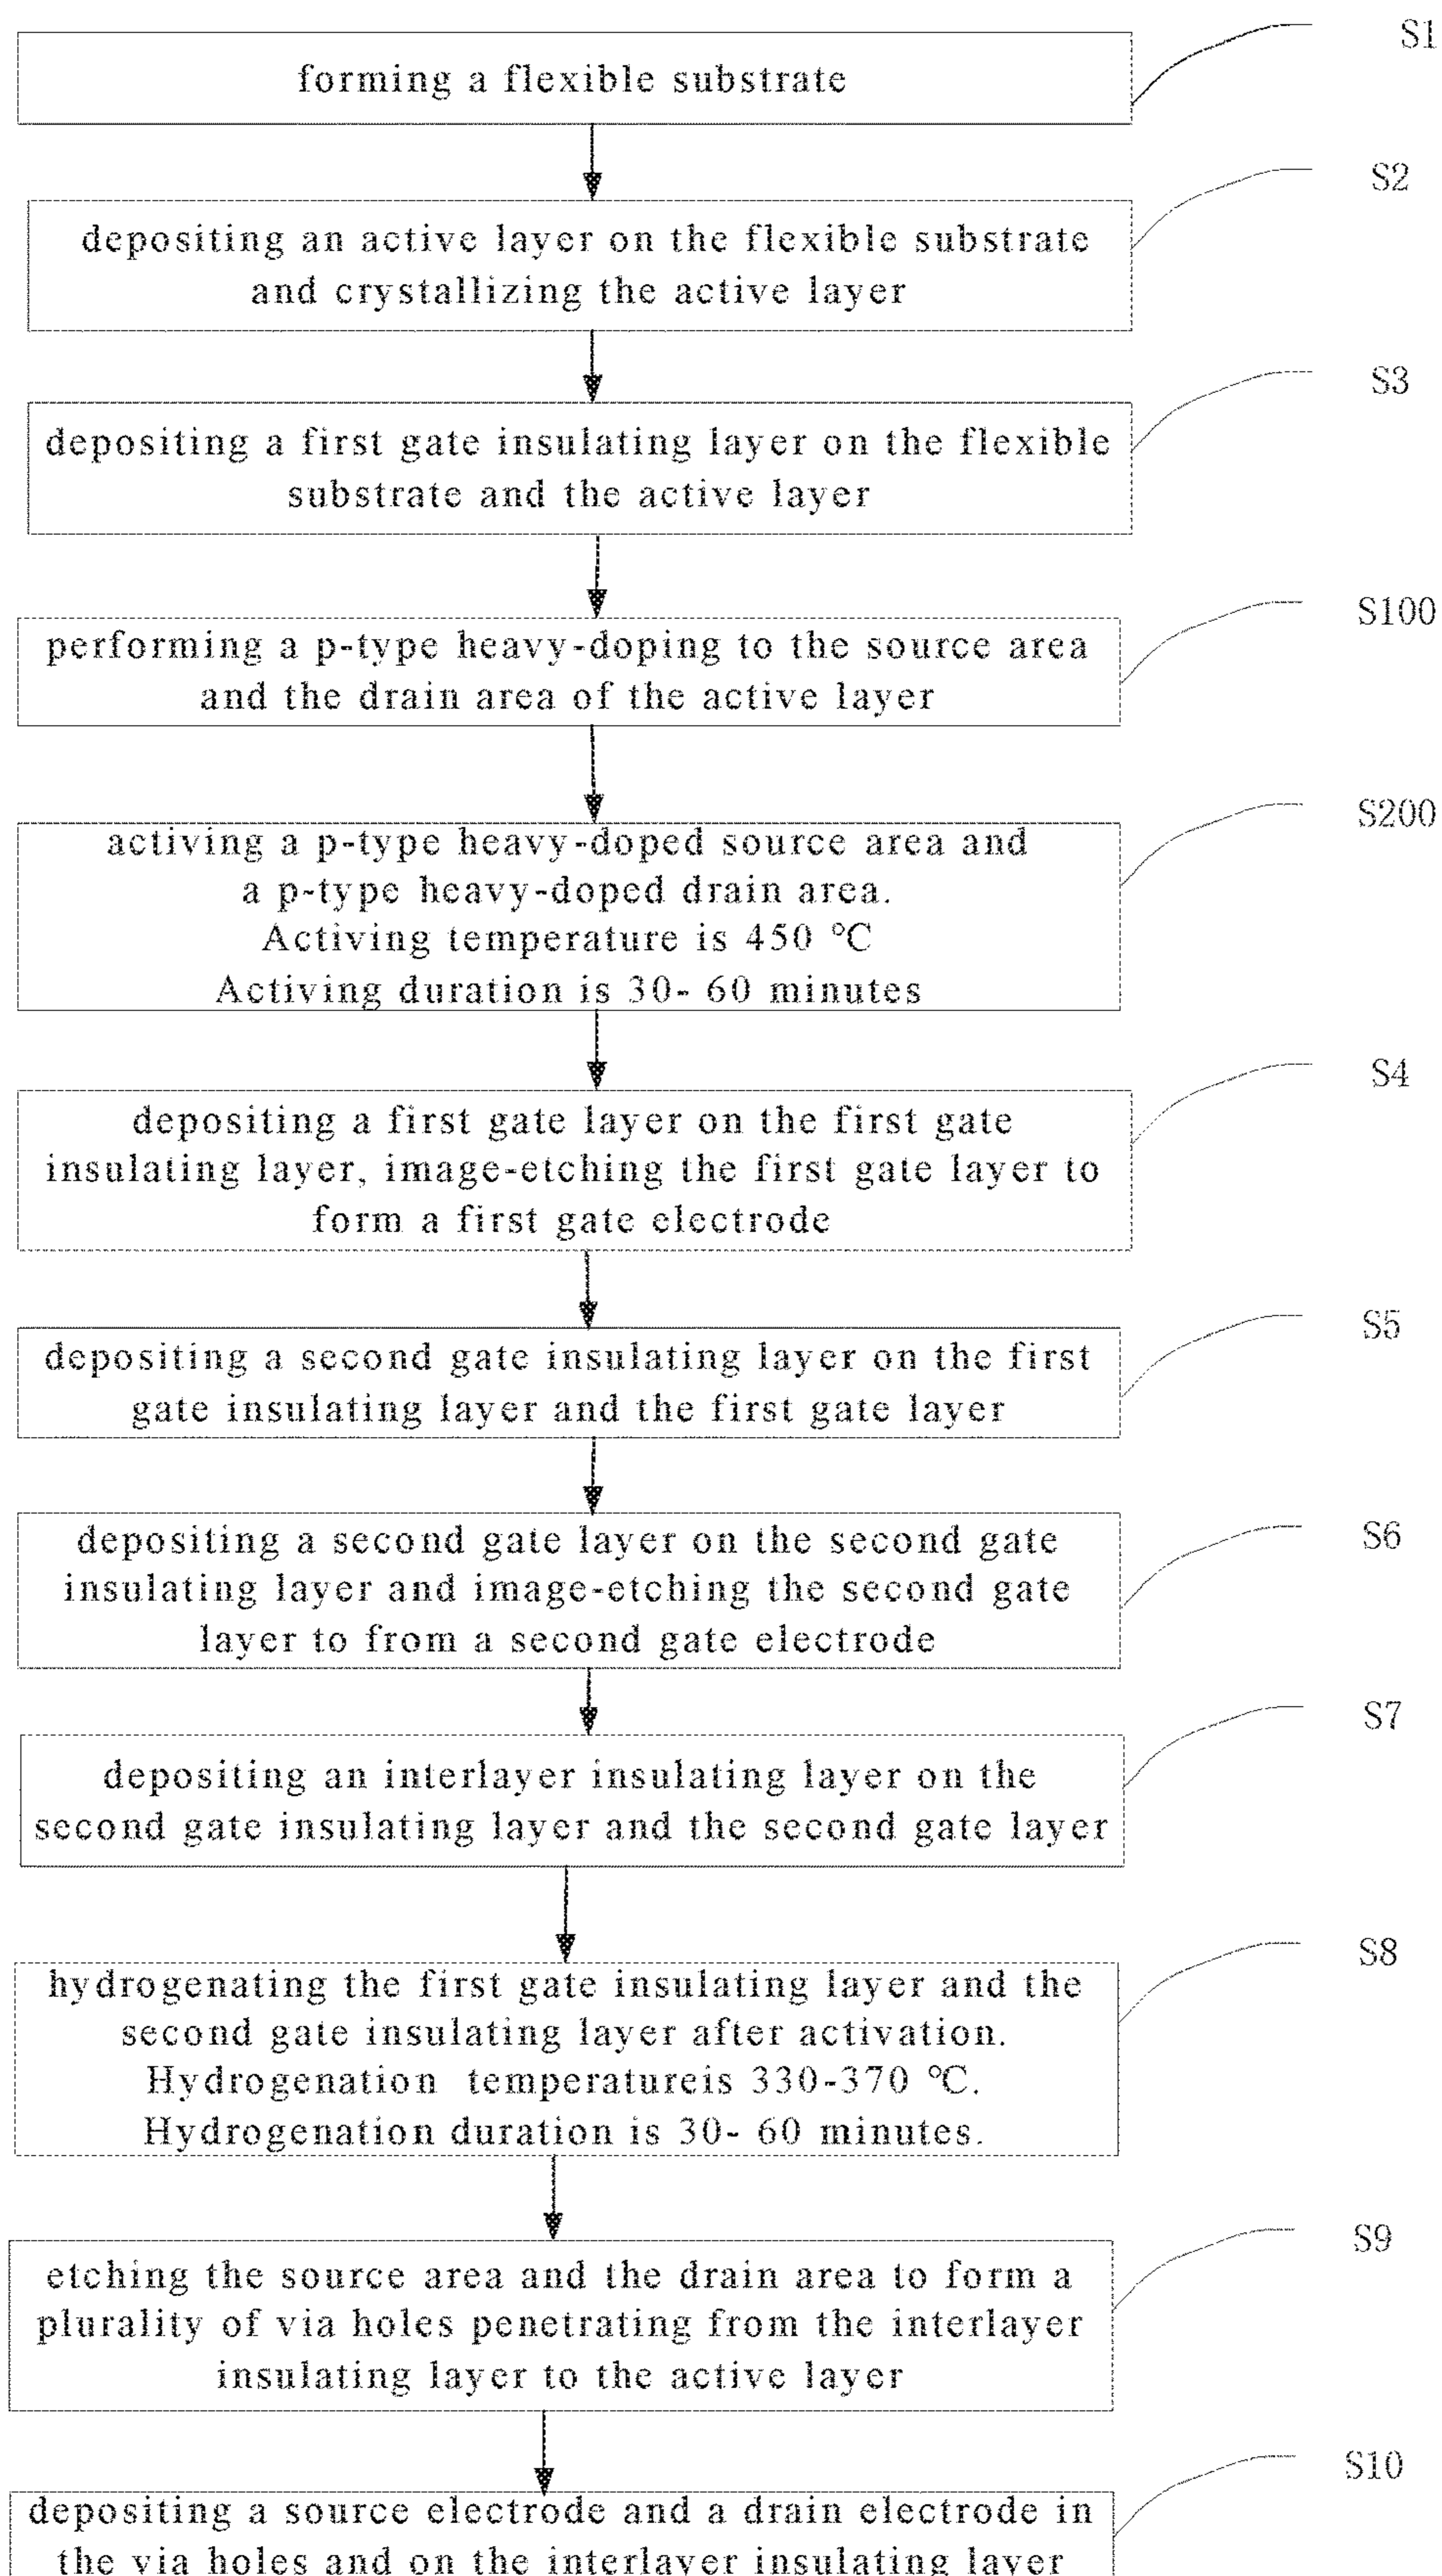 S1
forming a flexible substrate
S2
depositing an active layer on the flexible substrate
and crystallizing the active layer
S3
depositing a first gate insulating layer on the flexible
substrate and the active layer
S100
performing a p-type heavy-doping to the source area
and the drain area of the active layer
S200
activing a p-type heavy-doped source area and
a p-type heavy-doped drain area.
Activing temperature is 450 ℃
Activing duration is 30- 60 minutes
S4
depositing a first gate layer on the first gate
insulating layer, image-etching the first gate layer to
form a first gate electrode
S5
depositing a second gate insulating layer on the first
gate insulating layer and the first gate layer
S6
depositing a second gate layer on the second gate
insulating layer and image-etching the second gate
layer to from a second gate electrode
S7
depositing an interlayer insulating layer on the
second gate insulating layer and the second gate layer
S8
hydrogenating the first gate insulating layer and the
second gate insulating layer after activation.
Hydrogenation temperatureis 330-370 ℃.
Hydrogenation duration is 30- 60 minutes.
S9
etching the source area and the drain area to form a
plurality of via holes penetrating from the interlayer
insulating layer to the active layer
S10
depositing a source electrode and a drain electrode in
the via holes and on the interlayer insulating layer